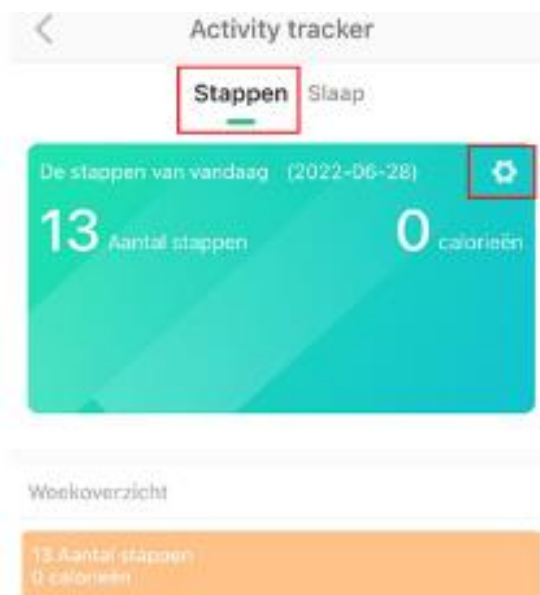 Activity tracker
Stappen Slaap
De stappen van vandaag (2022-06-28)
13 Aantal stappen 0 calorieën
Weekoverzicht
13 Aantal stappen
0 calorieën